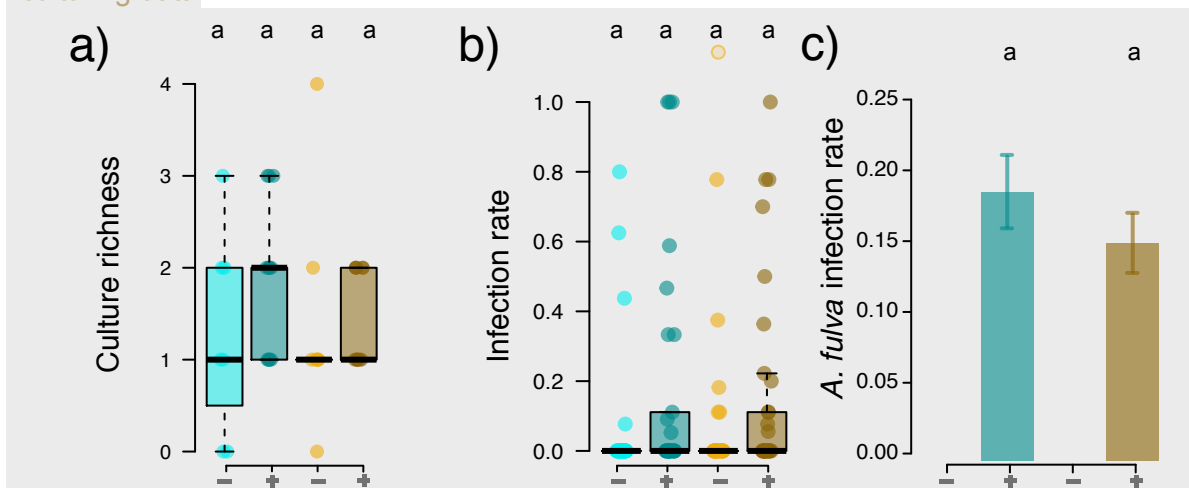 a)
a a a a
Culture richness
4
3
2
1
0
− + − +
b)
a a a a
Infection rate
1.0
0.8
0.6
0.4
0.2
0.0
− + − +
c)
a a
A. fulva infection rate
0.25
0.20
0.15
0.10
0.05
0.00
− + − +